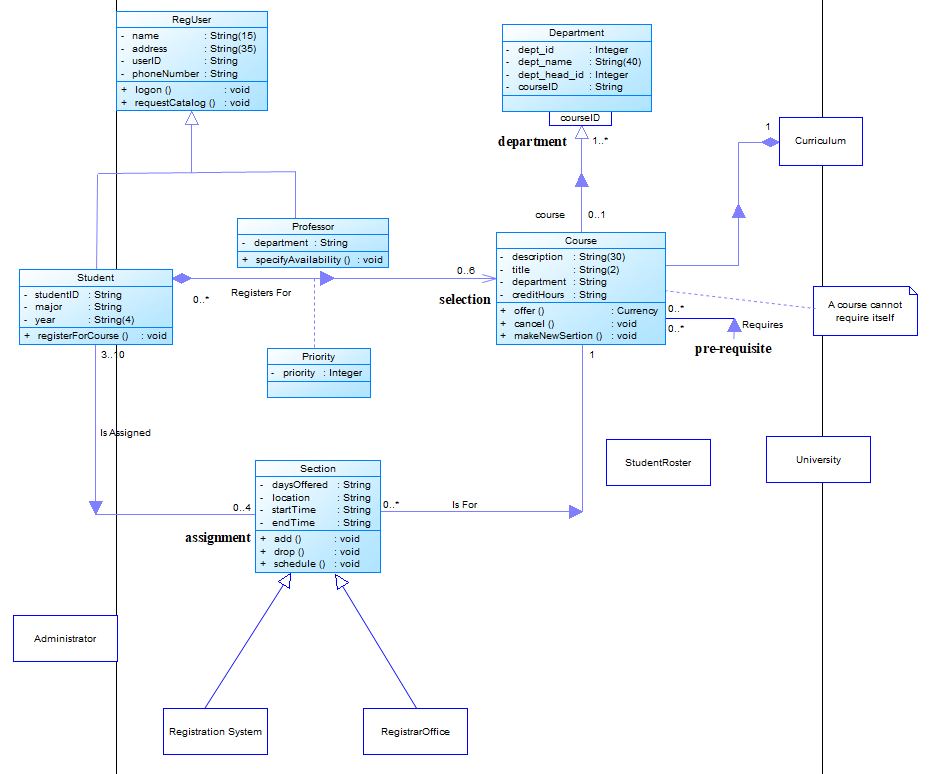 RegUser
- name : String(15)
- address : String(35)
- userID : String
- phoneNumber : String
+ logon () : void
+ requestCatalog () : void
Department
- dept_id : Integer
- dept_name : String(40)
- dept_head_id : Integer
- courseID : String
courseID
department
1..*
1
Curriculum
course
0..1
Professor
- department : String
+ specifyAvailability () : void
Course
- description : String(30)
- title : String(2)
- department : String
- creditHours : String
+ offer () : Currency
+ cancel () : void
+ makeNewSertion () : void
Student
- studentID : String
- major : String
- year : String(4)
+ registerForCourse () : void
0..*
Registers For
0..6
selection
0..*
0..*
Requires
pre-requisite
A course cannot
require itself
Priority
- priority : Integer
3..10
1
Is Assigned
StudentRoster
University
Section
- daysOffered : String
- location : String
- startTime : String
- endTime : String
+ add () : void
+ drop () : void
+ schedule () : void
0..4
assignment
0..*
Is For
Administrator
Registration System
RegistrarOffice